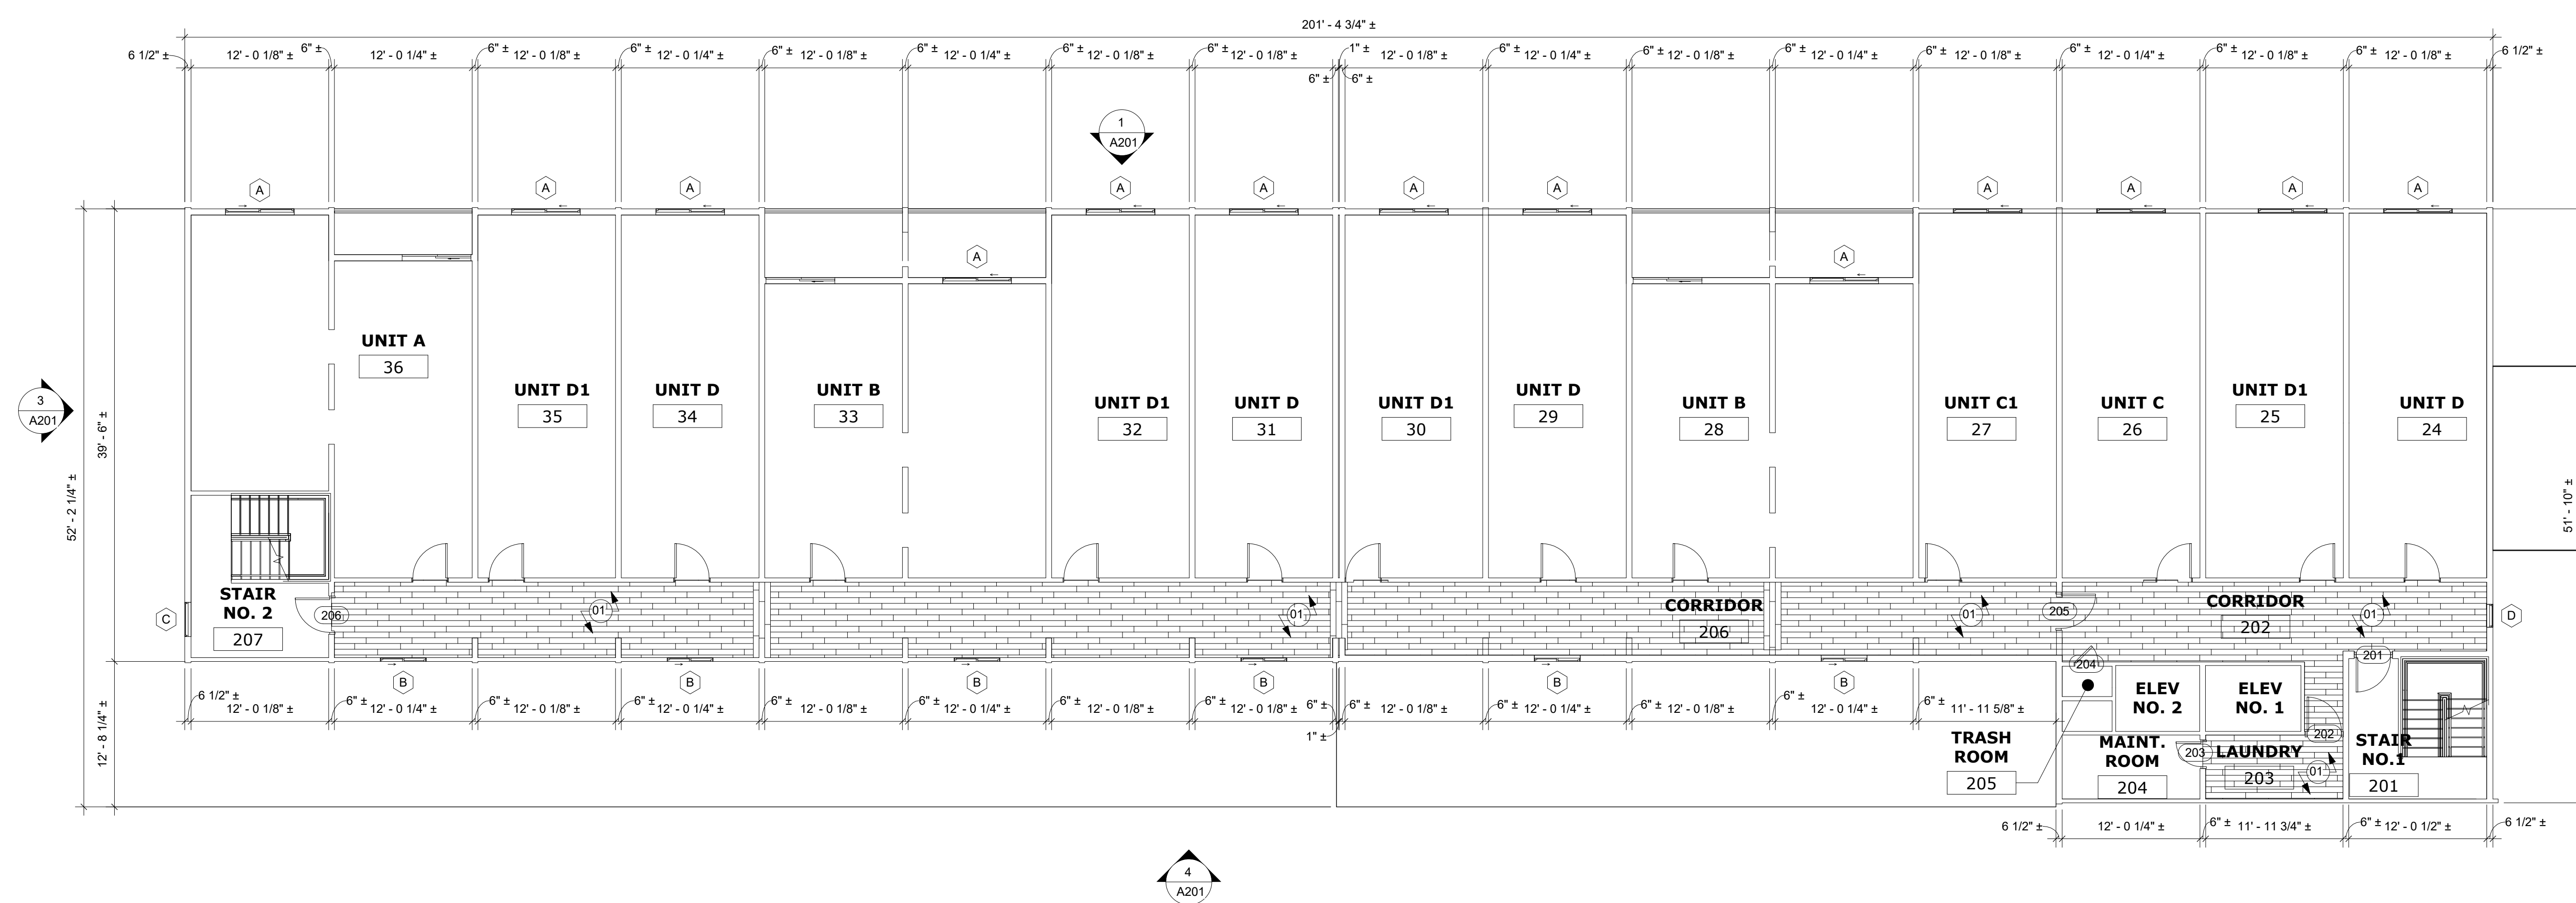 201' - 4 3/4" ±
6 1/2" ±
12' - 0 1/8" ±
6" ±
12' - 0 1/4" ±
6" ±
12' - 0 1/8" ±
6" ±
12' - 0 1/4" ±
6" ±
12' - 0 1/8" ±
6" ±
12' - 0 1/4" ±
6" ±
12' - 0 1/8" ±
6" ±
12' - 0 1/8" ±
1" ±
6" ±
6" ±
12' - 0 1/8" ±
6" ±
12' - 0 1/4" ±
6" ±
12' - 0 1/8" ±
6" ±
12' - 0 1/4" ±
6" ±
12' - 0 1/8" ±
6" ±
12' - 0 1/4" ±
6" ±
12' - 0 1/8" ±
6" ±
12' - 0 1/8" ±
6 1/2" ±
1
A201
A
A
A
A
A
A
A
A
A
A
A
A
A
UNIT A
36
UNIT D1
35
UNIT D
34
UNIT B
33
UNIT D1
32
UNIT D
31
UNIT D1
30
UNIT D
29
UNIT B
28
UNIT C1
27
UNIT C
26
UNIT D1
25
UNIT D
24
3
A201
39' - 6" ±
52' - 2 1/4" ±
12' - 8 1/4" ±
51' - 10" ±
STAIR
NO. 2
207
C
206
01
01
CORRIDOR
206
01
205
CORRIDOR
202
01
D
201
204
B
B
B
B
B
B
6 1/2" ±
12' - 0 1/8" ±
6" ±
12' - 0 1/4" ±
6" ±
12' - 0 1/8" ±
6" ±
12' - 0 1/4" ±
6" ±
12' - 0 1/8" ±
6" ±
12' - 0 1/4" ±
6" ±
12' - 0 1/8" ±
6" ±
12' - 0 1/8" ±
6" ±
1" ±
6" ±
12' - 0 1/8" ±
6" ±
12' - 0 1/4" ±
6" ±
12' - 0 1/8" ±
6" ±
12' - 0 1/4" ±
6" ±
11' - 11 5/8" ±
ELEV
NO. 2
ELEV
NO. 1
TRASH
ROOM
205
MAINT.
ROOM
204
203
LAUNDRY
203
202
01
STAIR
NO.1
201
6 1/2" ±
12' - 0 1/4" ±
6" ±
11' - 11 3/4" ±
6" ±
12' - 0 1/2" ±
6 1/2" ±
4
A201